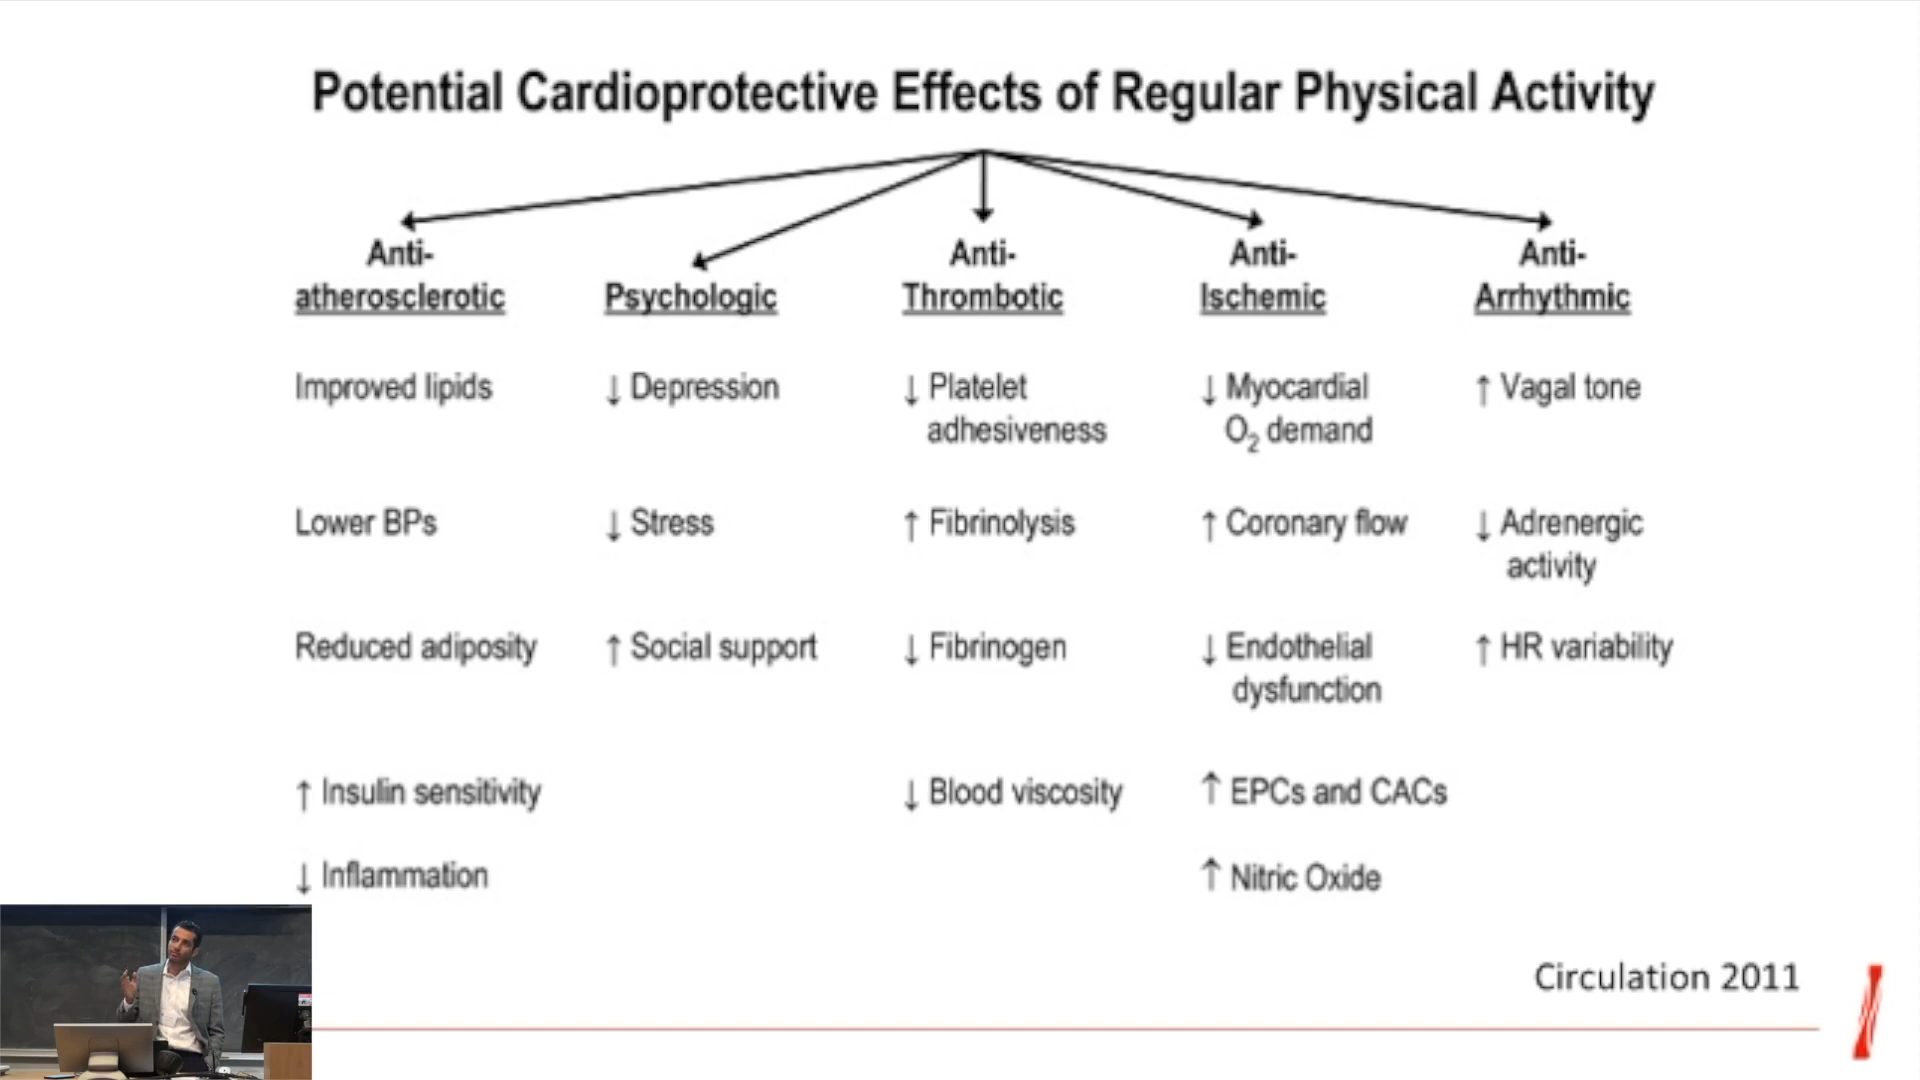 Potential Cardioprotective Effects of Regular Physical Activity
Anti-
atherosclerotic
Improved lipids
Lower BPs
Reduced adiposity
↑ Insulin sensitivity
↓ Inflammation
Psychologic
↓ Depression
↓ Stress
↑ Social support
Anti-
Thrombotic
↓ Platelet
adhesiveness
↑ Fibrinolysis
↓ Fibrinogen
↓ Blood viscosity
Anti-
Ischemic
↓ Myocardial
O₂ demand
↑ Coronary flow
↓ Endothelial
dysfunction
↑ EPCs and CACs
↑ Nitric Oxide
Anti-
Arrhythmic
↑ Vagal tone
↓ Adrenergic
activity
↑ HR variability
Circulation 2011